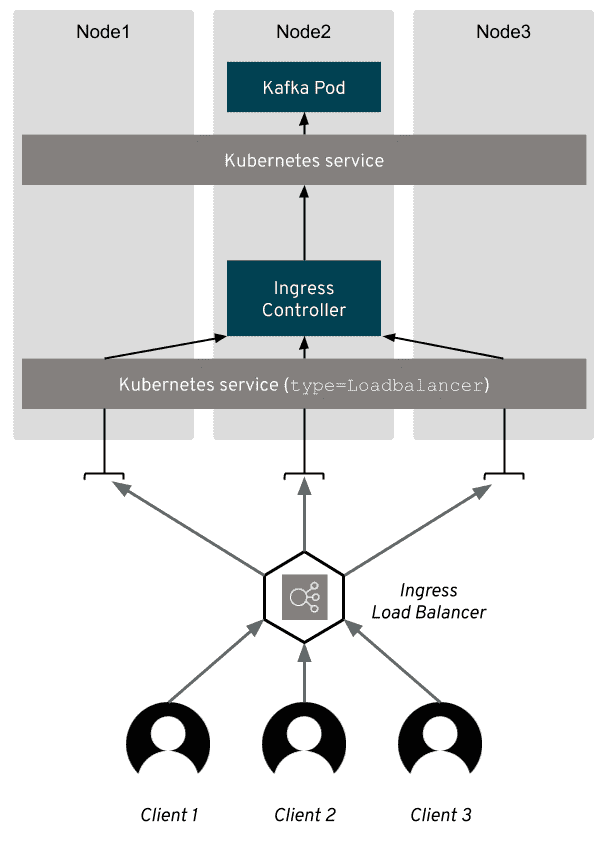 Node1
Node2
Node3
Kafka Pod
Kubernetes service
Ingress
Controller
Kubernetes service (type=Loadbalancer)
Ingress
Load Balancer
Client 1
Client 2
Client 3